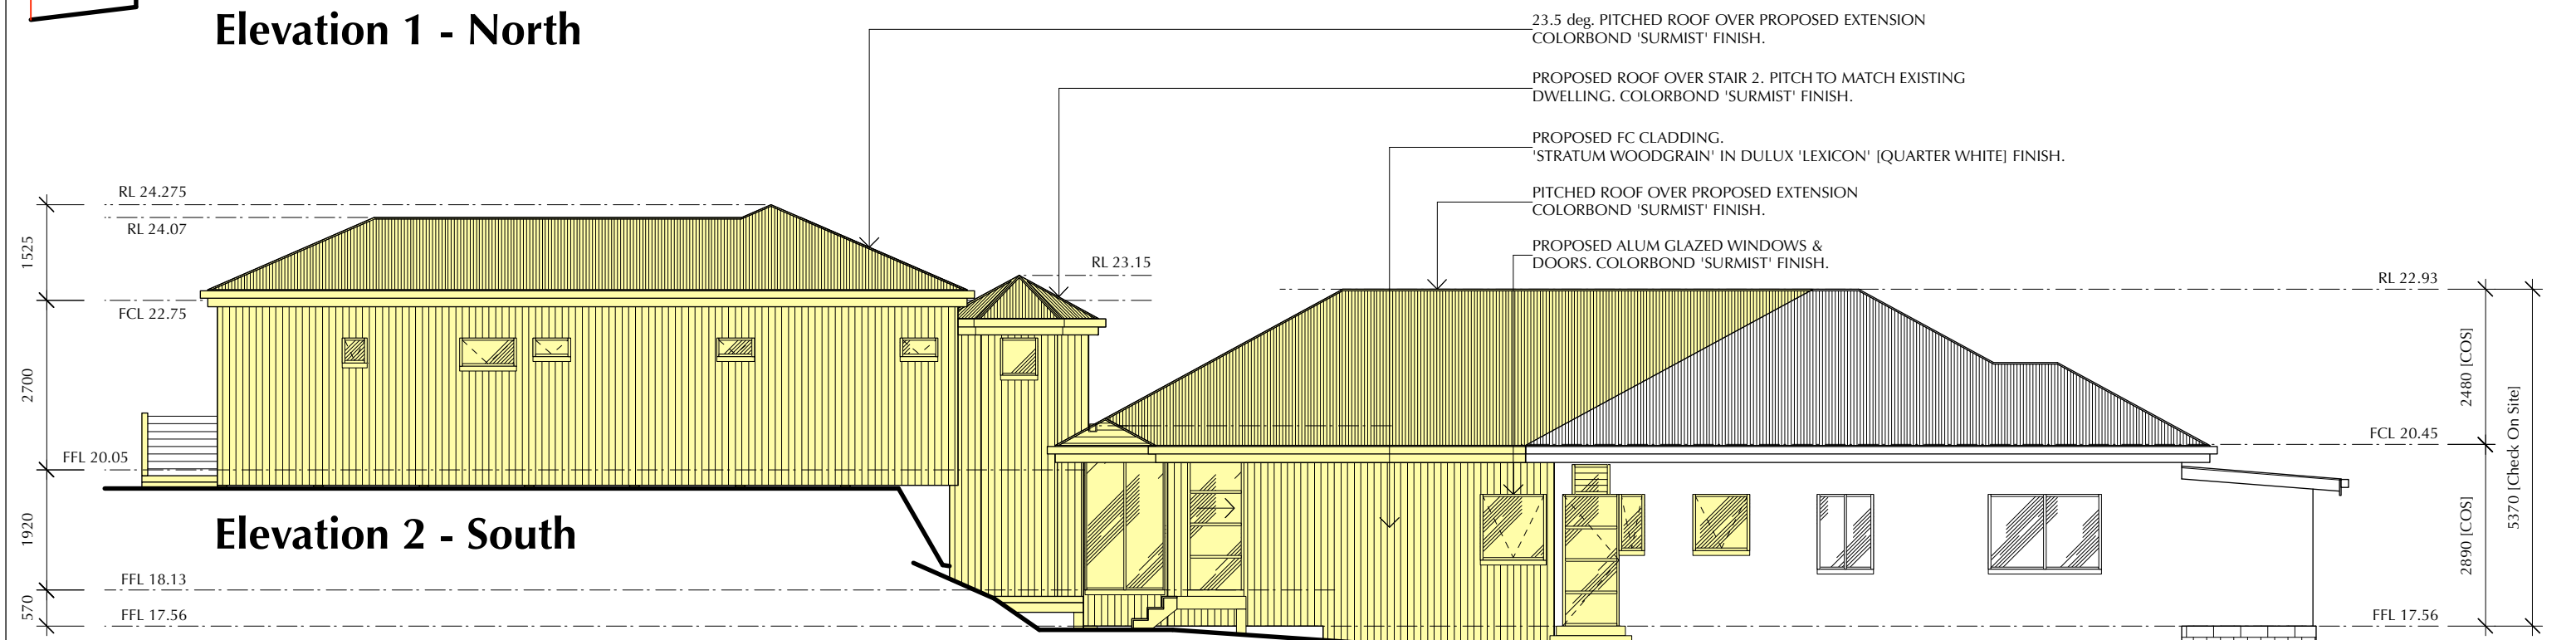 Elevation 1 - North
23.5 deg. PITCHED ROOF OVER PROPOSED EXTENSION
COLORBOND 'SURMIST' FINISH.
PROPOSED ROOF OVER STAIR 2. PITCH TO MATCH EXISTING
DWELLING. COLORBOND 'SURMIST' FINISH.
PROPOSED FC CLADDING.
'STRATUM WOODGRAIN' IN DULUX 'LEXICON' [QUARTER WHITE] FINISH.
PITCHED ROOF OVER PROPOSED EXTENSION
COLORBOND 'SURMIST' FINISH.
PROPOSED ALUM GLAZED WINDOWS &
DOORS. COLORBOND 'SURMIST' FINISH.
RL 24.275
RL 24.07
1525
FCL 22.75
2700
FFL 20.05
1920
FFL 18.13
570
FFL 17.56
RL 23.15
RL 22.93
2480 [COS]
FCL 20.45
5370 [Check On Site]
2890 [COS]
FFL 17.56
Elevation 2 - South